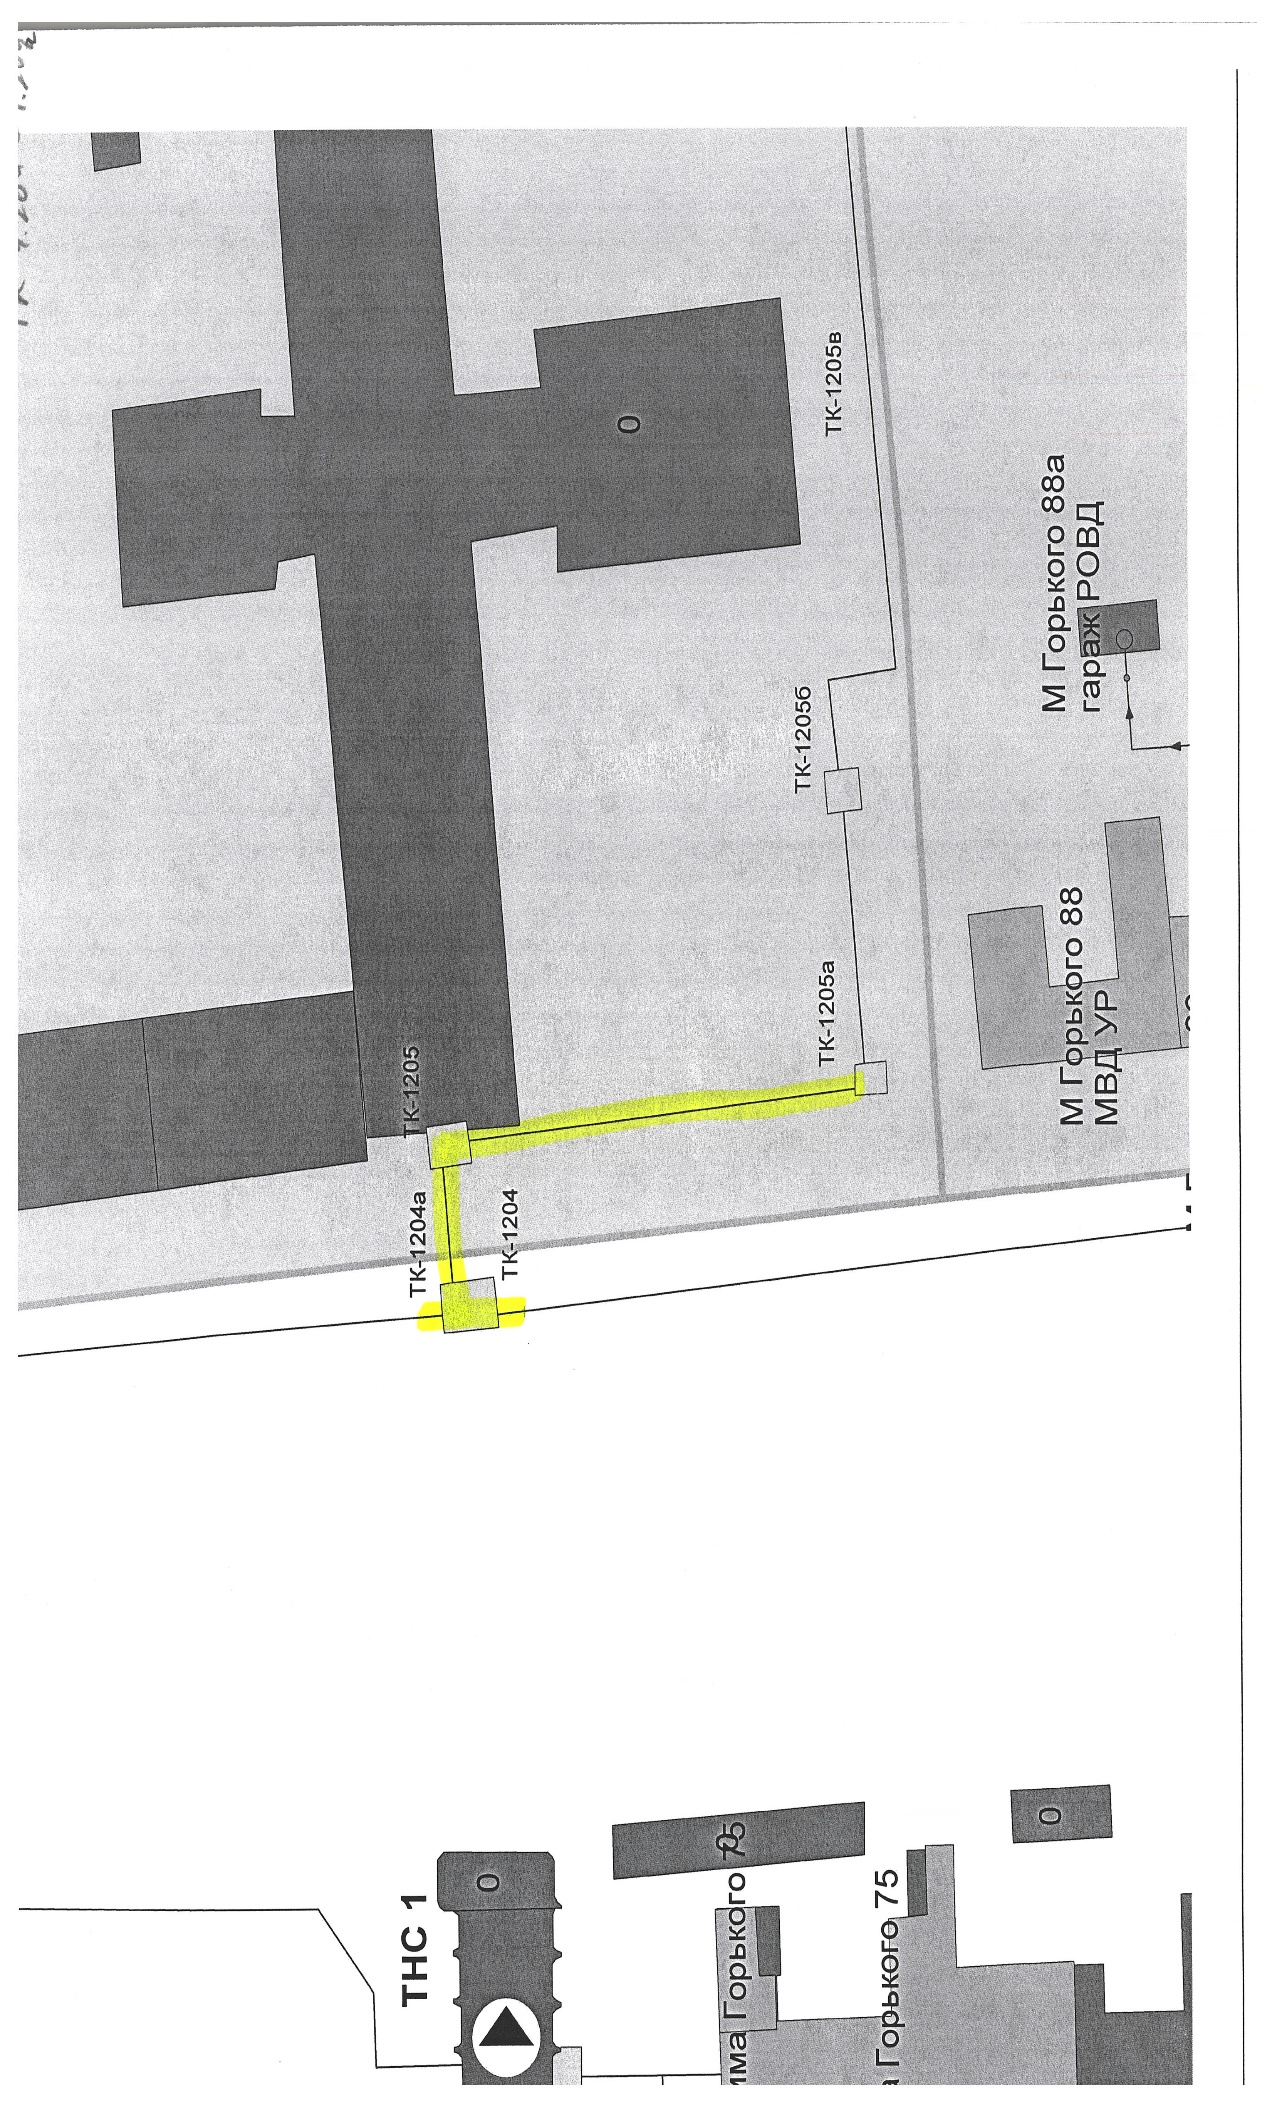 ТК-1205в
0
М Горького 88а
гараж РОВД
ТК-1205б
М Горького 88
МВД УР
ТК-1205а
ТК-1205
ТК-1204а
ТК-1204
ТНС 1
0
75
0
Горького
а Горького 75